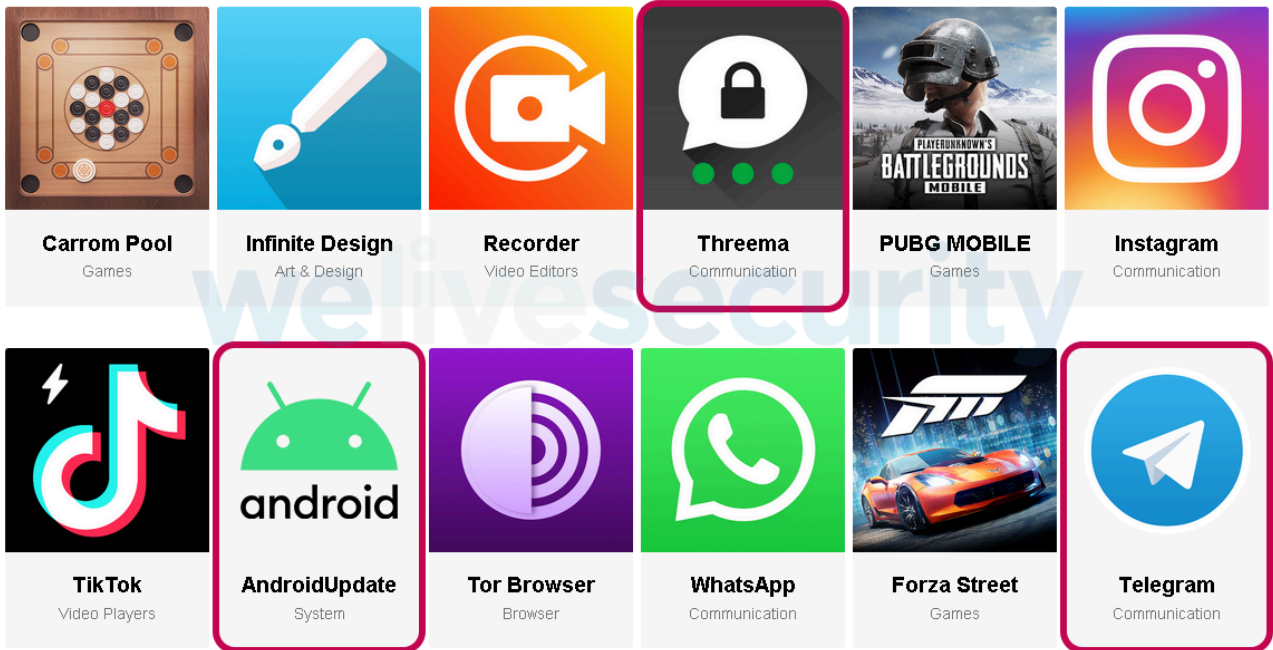 PLAYERUNKNOWN'S
BATTLEGROUNDS
MOBILE
Carrom Pool
Infinite Design
Recorder
Threema
PUBG MOBILE
Instagram
Games
Art & Design
Video Editors
Communication
Games
Communication
welivesecurity
android
TikTok
AndroidUpdate
Tor Browser
WhatsApp
Forza Street
Telegram
Video Players
System
Browser
Communication
Games
Communication